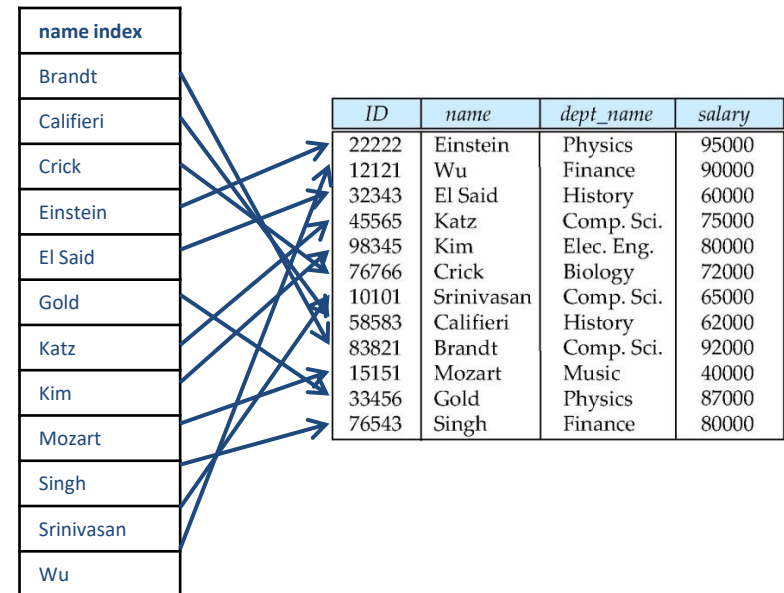 name index
Brandt
Califieri
Crick
Einstein
El Said
Gold
Katz
Kim
Mozart
Singh
Srinivasan
Wu
ID name dept_name salary
22222 Einstein Physics 95000
12121 Wu Finance 90000
32343 El Said History 60000
45565 Katz Comp. Sci. 75000
98345 Kim Elec. Eng. 80000
76766 Crick Biology 72000
10101 Srinivasan Comp. Sci. 65000
58583 Califieri History 62000
83821 Brandt Comp. Sci. 92000
15151 Mozart Music 40000
33456 Gold Physics 87000
76543 Singh Finance 80000